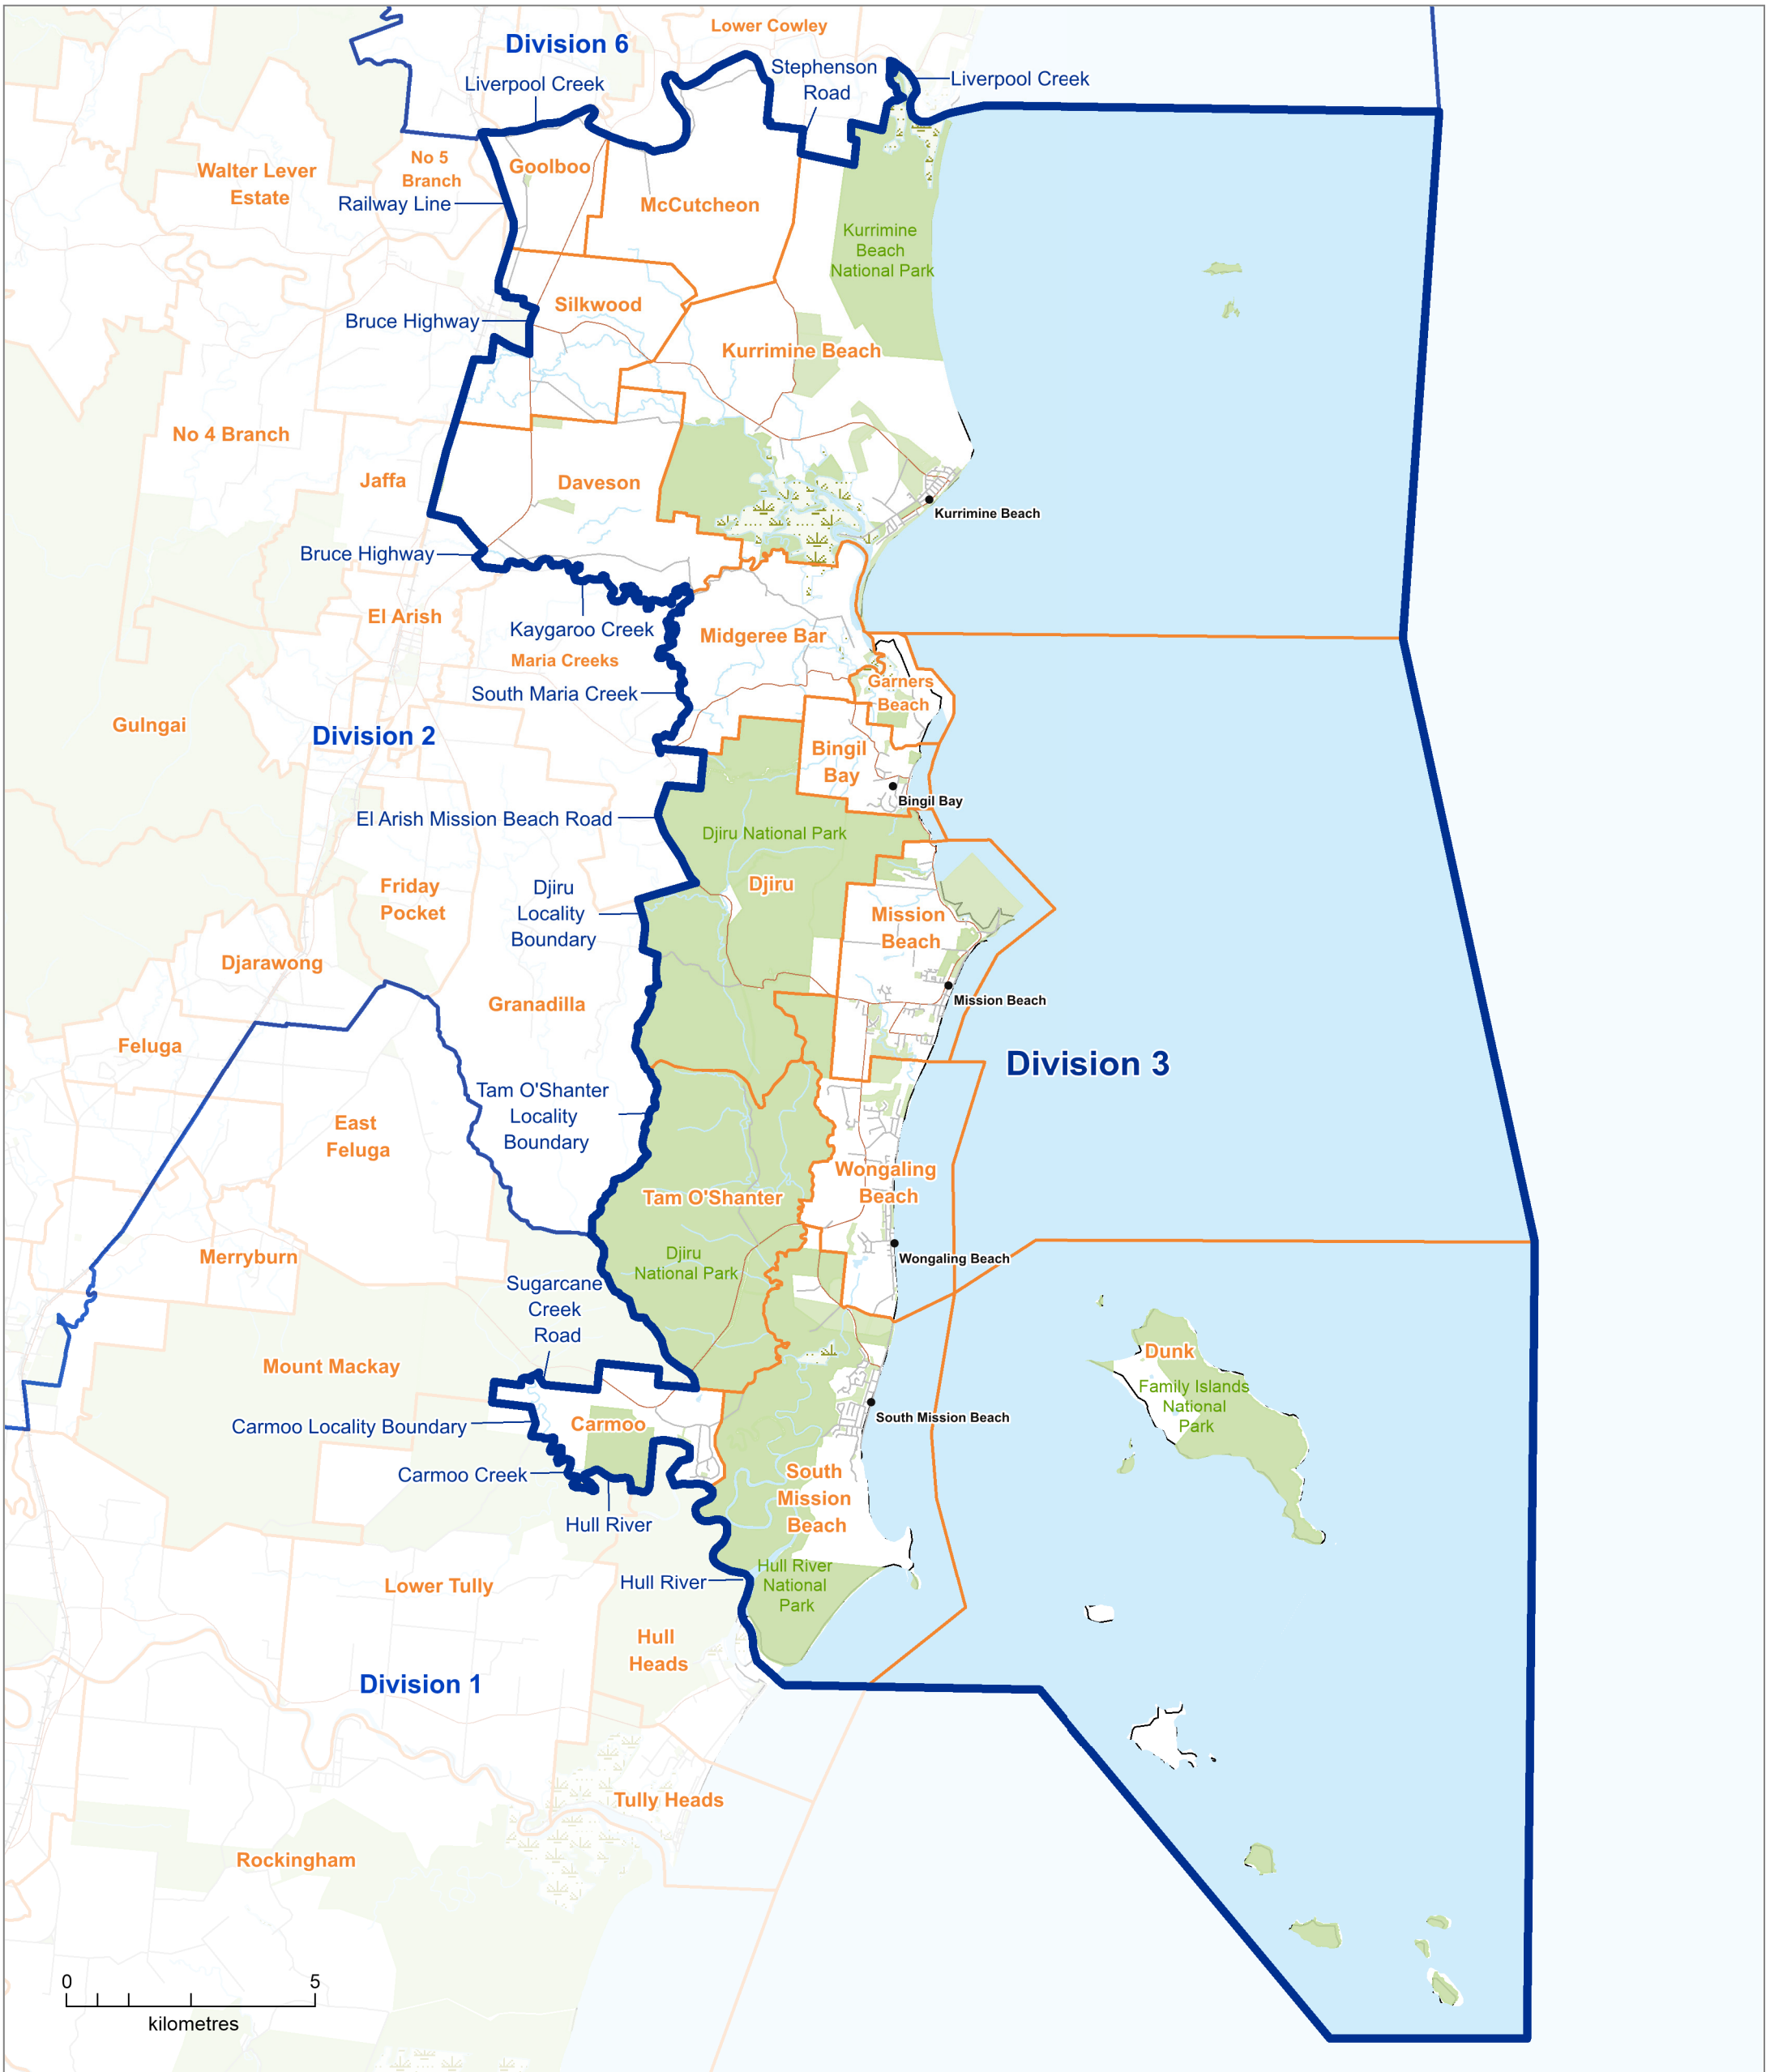 Lower Cowley
Division 6
Stephenson
Road
Liverpool Creek
Liverpool Creek
No 5
Branch
Goolboo
Walter Lever
Estate
Railway Line
McCutcheon
Kurrimine
Beach
National Park
Silkwood
Bruce Highway
Kurrimine Beach
No 4 Branch
Jaffa
Daveson
Kurrimine Beach
Bruce Highway
El Arish
Kaygaroo Creek
Midgeree Bar
Maria Creeks
South Maria Creek
Garners
Beach
Gulngai
Division 2
Bingil
Bay
Bingil Bay
El Arish Mission Beach Road
Djiru National Park
Djiru
Friday
Pocket
Djiru
Locality
Boundary
Mission
Beach
Djarawong
Granadilla
Mission Beach
Feluga
Division 3
Tam O'Shanter
Locality
Boundary
East
Feluga
Wongaling
Beach
Tam O'Shanter
Merryburn
Djiru
National Park
Wongaling Beach
Sugarcane
Creek
Road
Mount Mackay
Dunk
Family Islands
National
Park
Carmoo Locality Boundary
Carmoo
South Mission Beach
Carmoo Creek
South
Mission
Beach
Hull River
Hull River
Hull River
National
Park
Lower Tully
Hull
Heads
Division 1
Tully Heads
Rockingham
0 5
kilometres